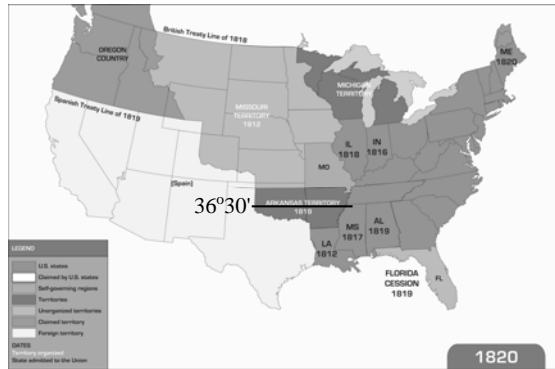 British Treaty Line of 1818
OREGON
COUNTRY
ME
1820
MICHIGAN
TERRITORY
Spanish Treaty Line of 1819
MISSOURI
TERRITORY
1812
IL
1818
IN
1816
MO
[Spain]
36°30'
ARKANSAS TERRITORY
1819
MS
1817
AL
1819
LA
1812
FLORIDA
CESSION
1819
FL
LEGEND
U.S. states
Claimed by U.S. states
Self-governing regions
Territories
Unorganized territories
Claimed territory
Foreign territory
DATES
Territory organized
State admitted to the Union
1820